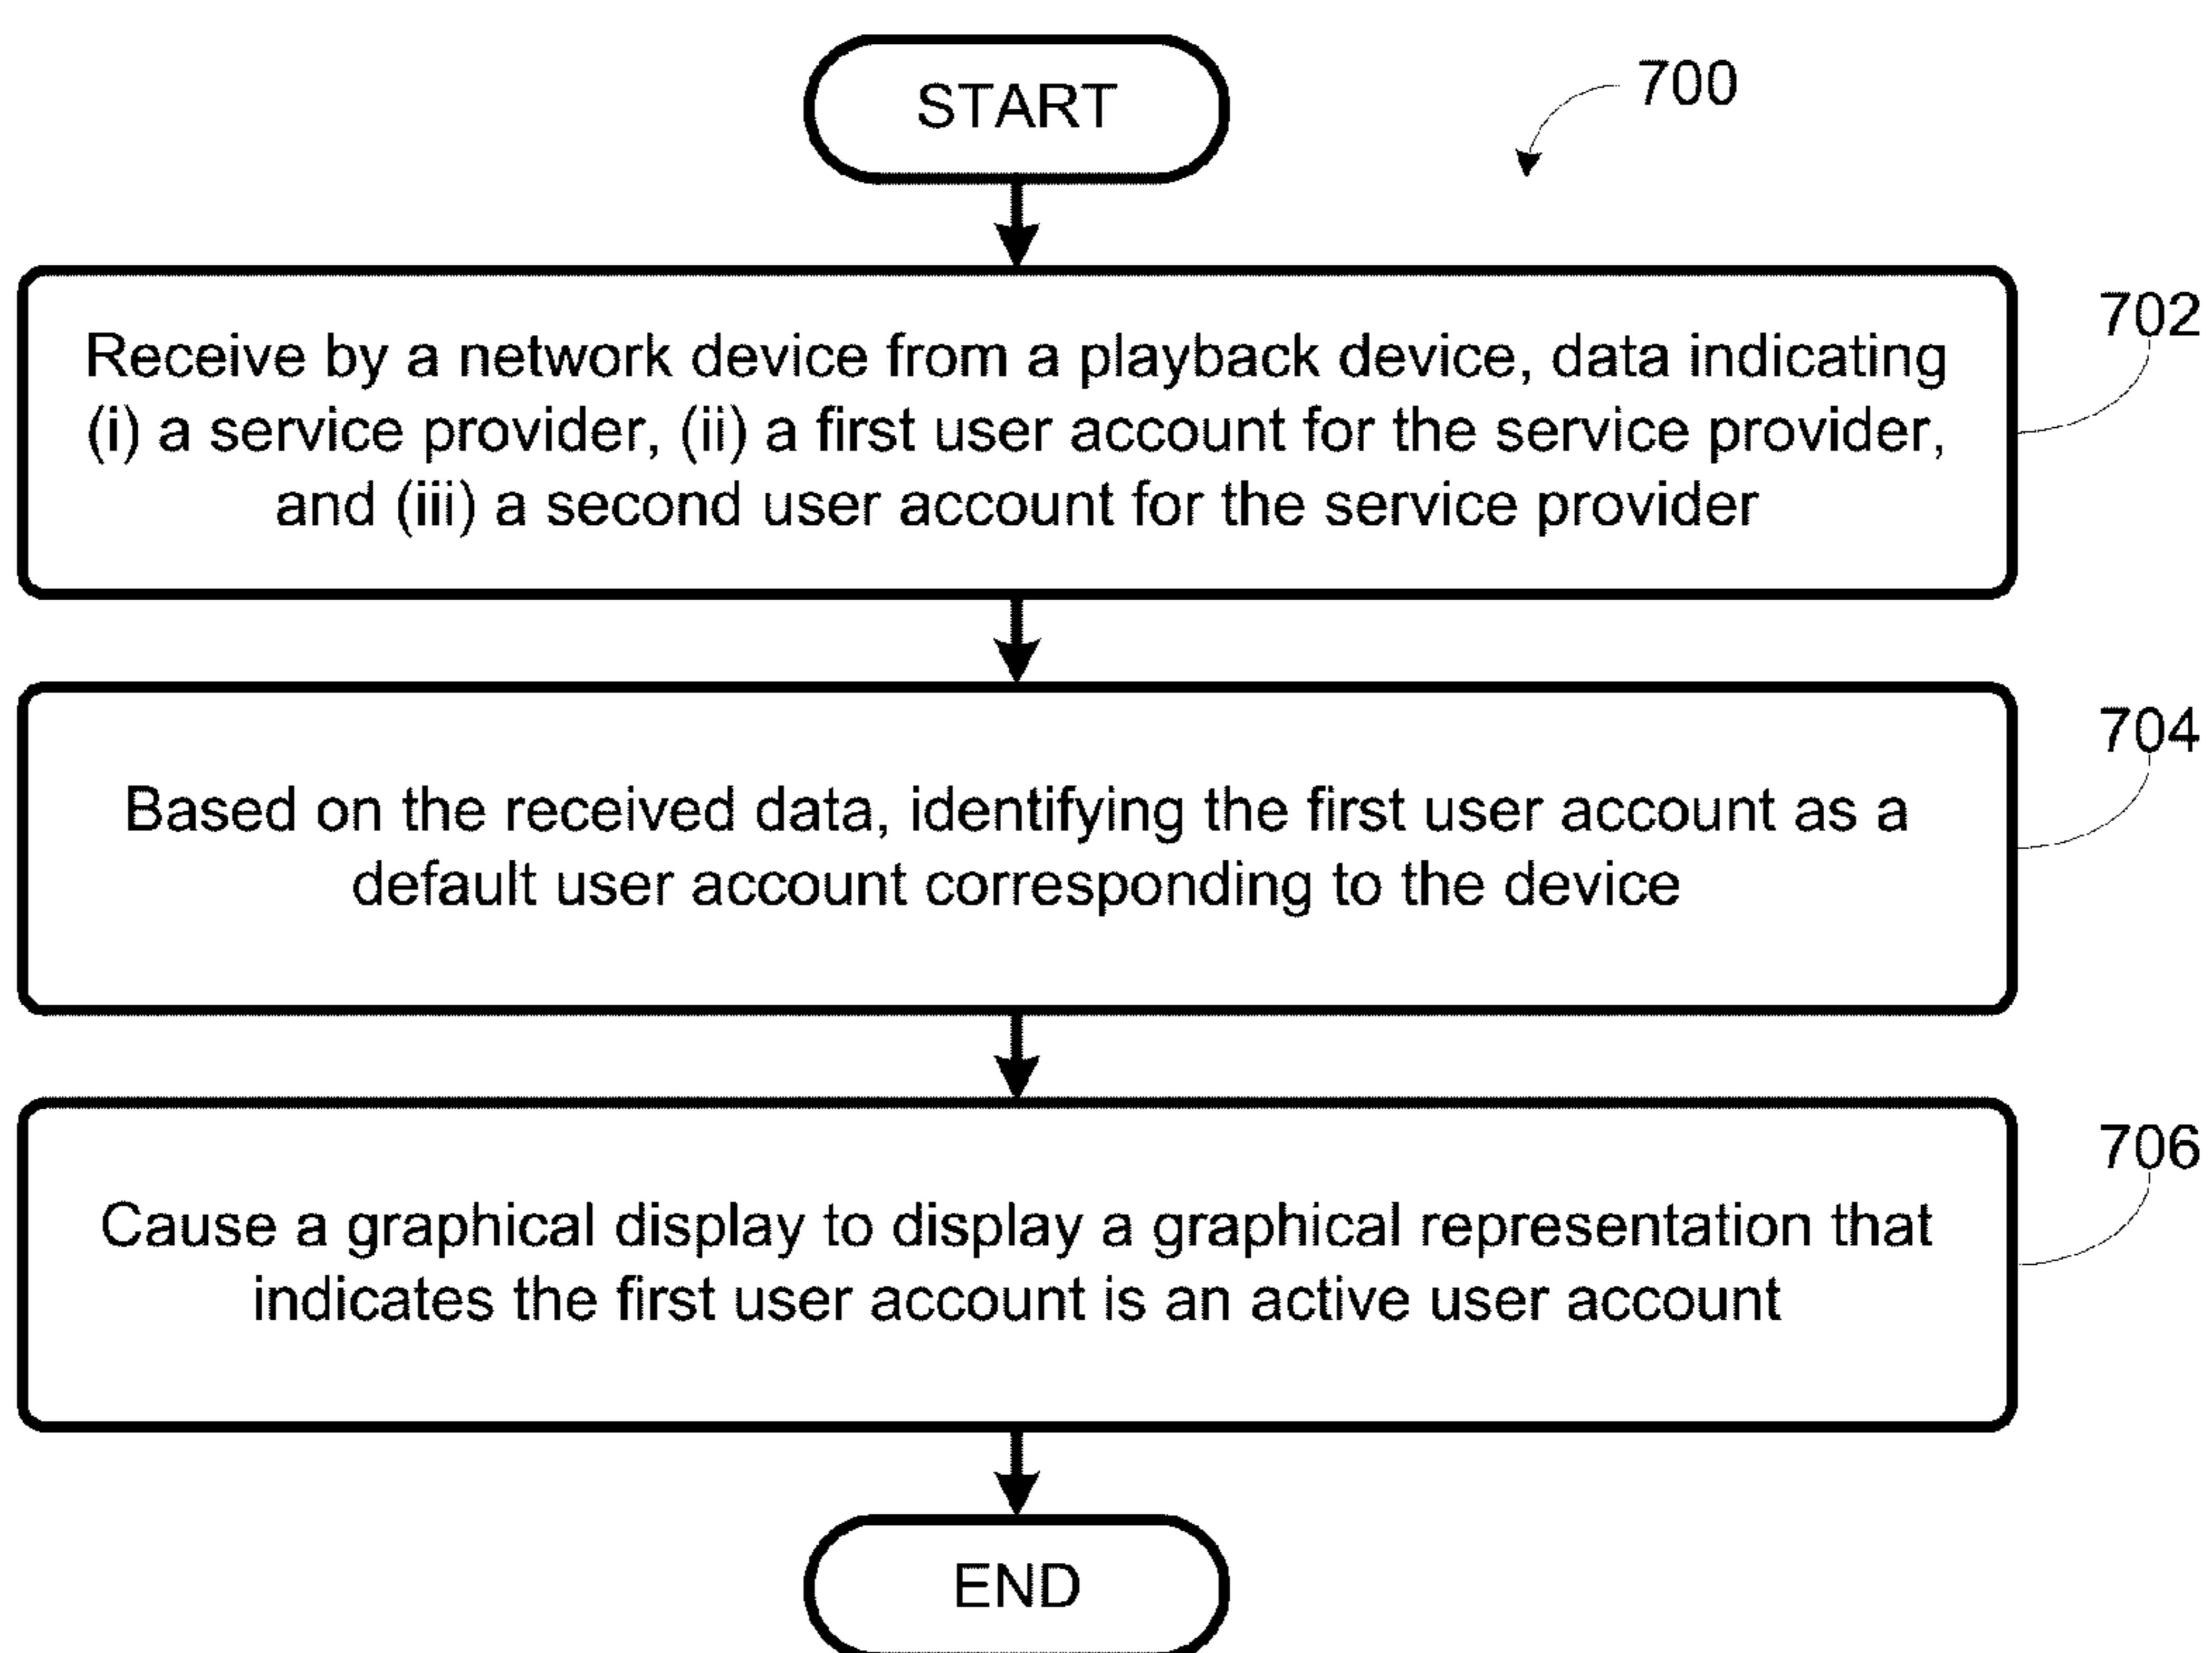 START
700
702
Receive by a network device from a playback device, data indicating
(i) a service provider, (ii) a first user account for the service provider,
and (iii) a second user account for the service provider
704
Based on the received data, identifying the first user account as a
default user account corresponding to the device
706
Cause a graphical display to display a graphical representation that
indicates the first user account is an active user account
END